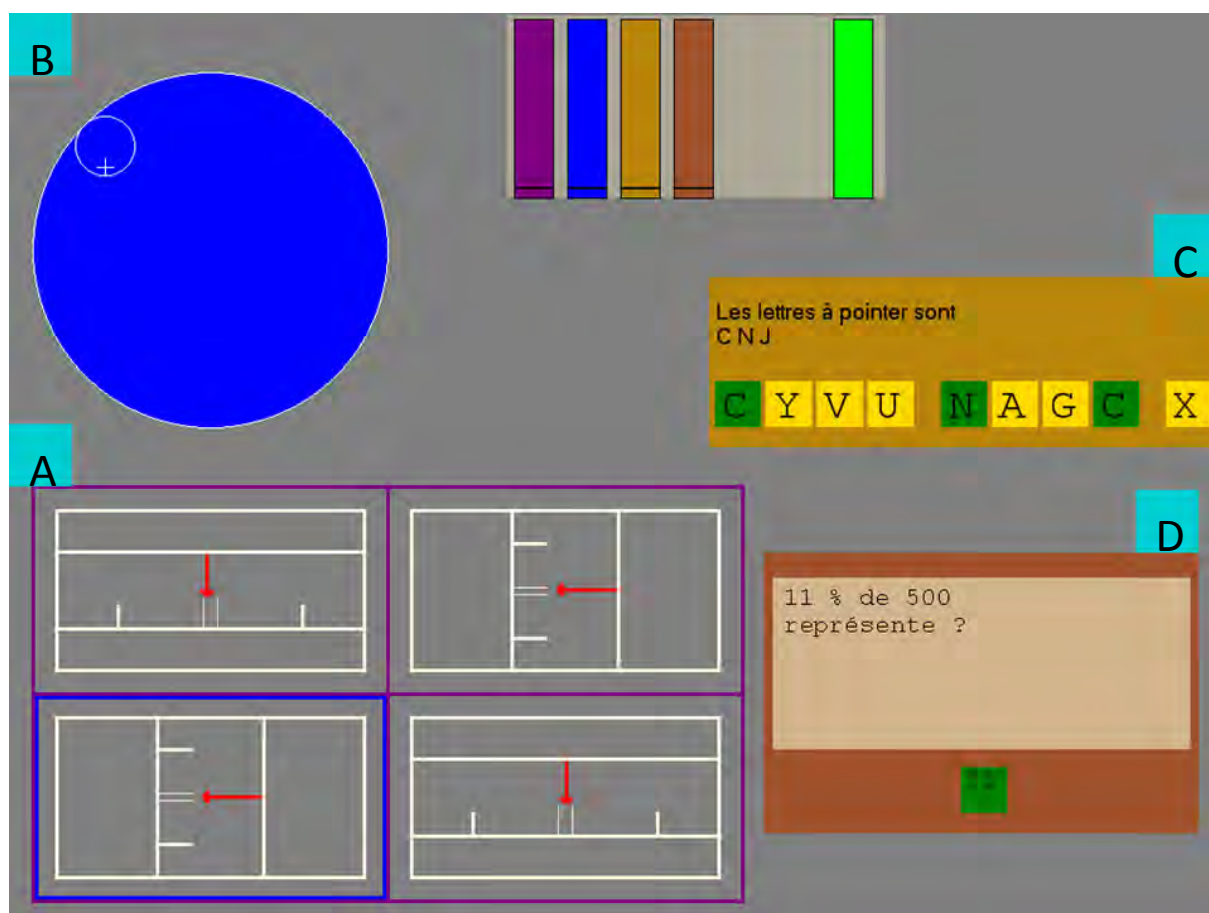 B
C
Les lettres à pointer sont
C N J
C Y V U N A G C X
A
D
11 % de 500
représente ?